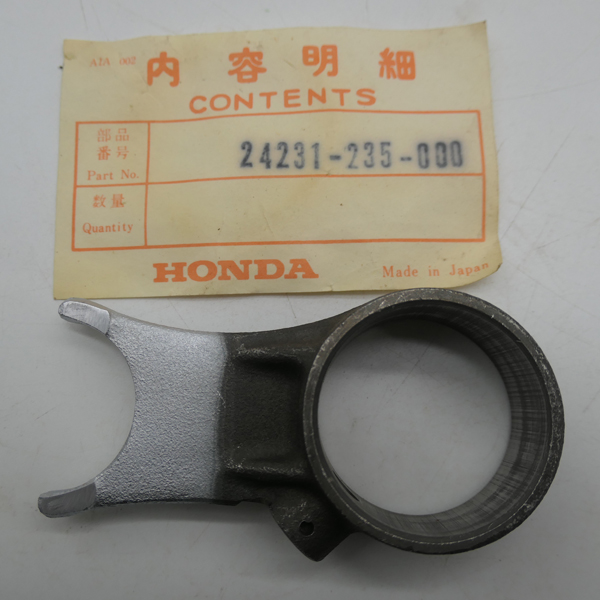 ATA 002
内容明細
CONTENTS
部品
番号
Part No.
24231-235-000
数量
Quantity
HONDA
Made in Japan